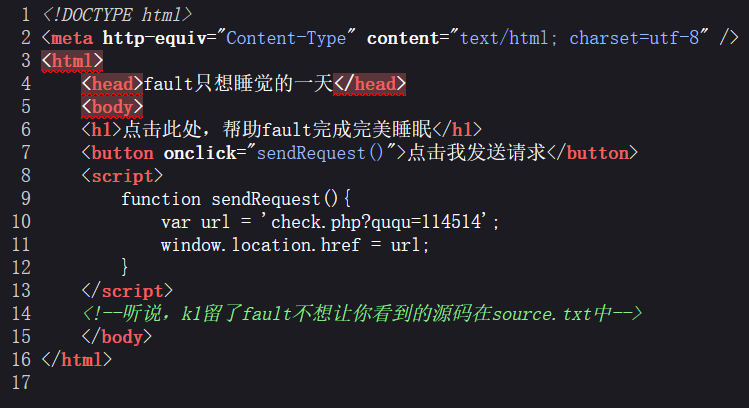 1 <!DOCTYPE html>
2 <meta http-equiv="Content-Type" content="text/html; charset=utf-8" />
3 <html>
4 <head>fault只想睡觉的一天</head>
5 <body>
6 <h1>点击此处，帮助fault完成完美睡眠</h1>
7 <button onclick="sendRequest()">点击我发送请求</button>
8 <script>
9 function sendRequest(){
10 var url = 'check.php?ququ=114514';
11 window.location.href = url;
12 }
13 </script>
14 <!--听说，kl留了fault不想让你看到的源码在source.txt中-->
15 </body>
16 </html>
17